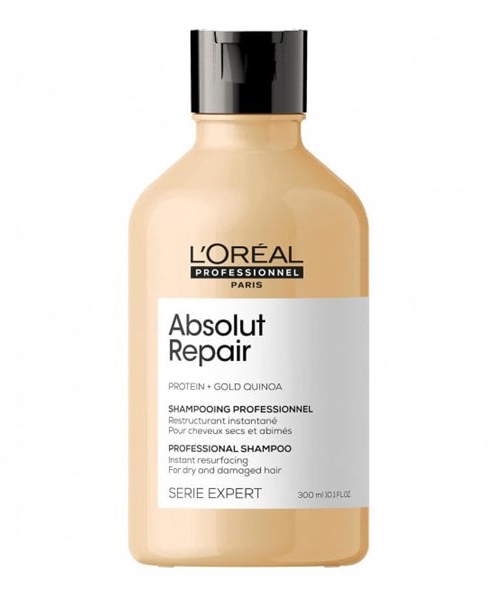 L'ORÉAL
PROFESSIONNEL
PARIS
Absolut
Repair
PROTEIN + GOLD QUINOA
SHAMPOOING PROFESSIONNEL
Restructurant instantané
Pour cheveux secs et abimés
PROFESSIONAL SHAMPOO
Instant resurfacing
For dry and damaged hair
SERIE EXPERT
300 ml 10.1 FL.OZ.